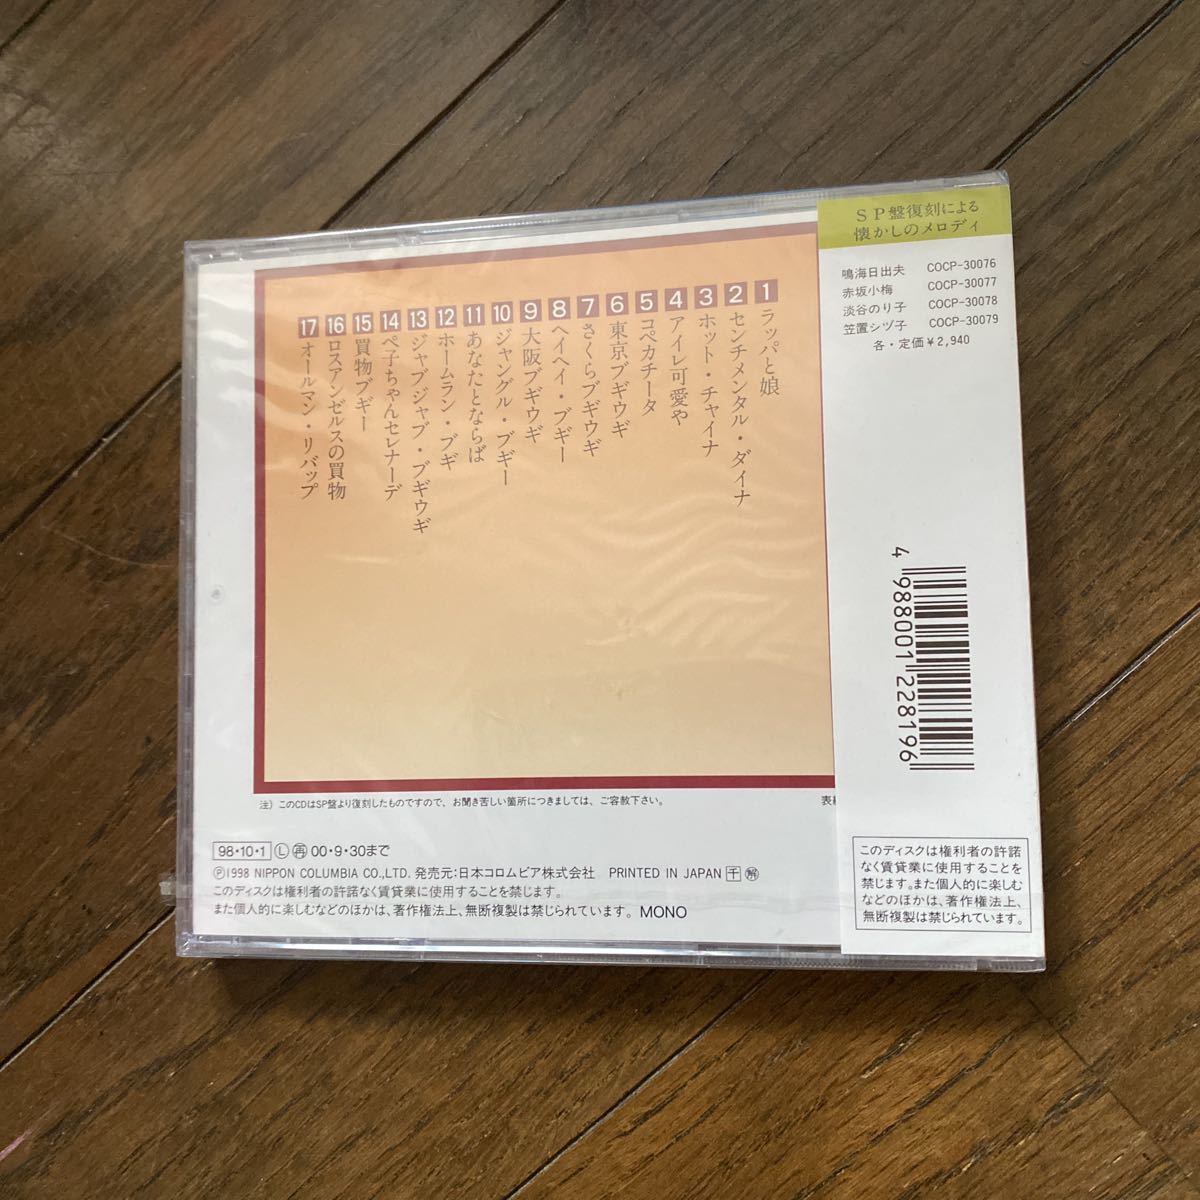 1 ラッパと娘
2 センチメンタル・ダイナ
3 ホット・チャイナ
4 アイレ可愛や
5 コペカチータ
6 東京ブギウギ
7 さくらブギウギ
8 ヘイヘイ・ブギー
9 大阪ブギウギ
10 ジャングル・ブギー
11 あなたとならば
12 ホームラン・ブギ
13 ジャブジャブ・ブギウギ
14 ペ子ちゃんセレナーデ
15 買物ブギー
16 ロスアンゼルスの買物
17 オールマン・リバップ
注) このCDはSP盤より復刻したものですので、お聞き苦しい箇所につきましては、ご容赦下さい。
98・10・1 Ⓛ ㊢ 00・9・30まで
Ⓟ1998 NIPPON COLUMBIA CO.,LTD. 発売元:日本コロムビア株式会社 PRINTED IN JAPAN 千
このディスクは権利者の許諾なく賃貸業に使用することを禁じます。
また個人的に楽しむなどのほかは、著作権法上、無断複製は禁じられています。 MONO
SP盤復刻による
懐かしのメロディ
鳴海日出夫 COCP-30076
赤坂小梅 COCP-30077
淡谷のり子 COCP-30078
笠置シヅ子 COCP-30079
各・定価¥2,940
4 988001 228196
このディスクは権利者の許諾
なく賃貸業に使用することを
禁じます。また個人的に楽しむ
などのほかは、著作権法上、
無断複製は禁じられています。